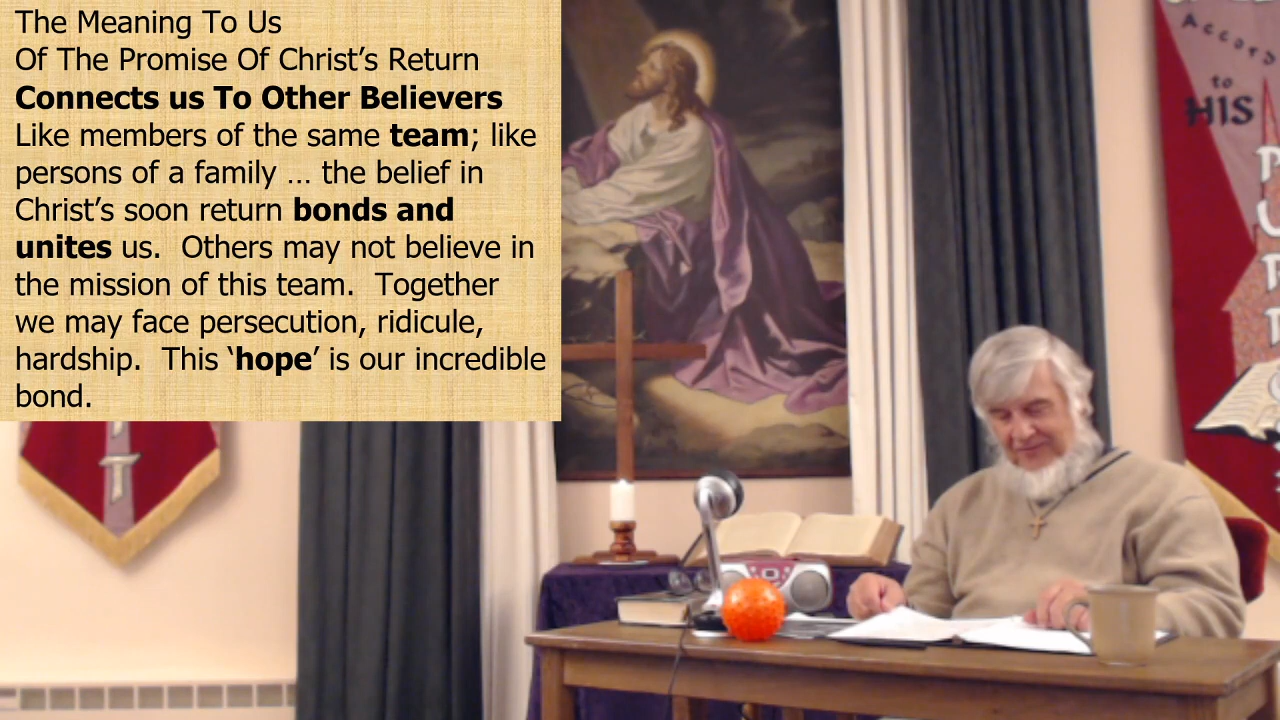 The Meaning To Us
Of The Promise Of Christ’s Return
Connects us To Other Believers
Like members of the same team; like
persons of a family ... the belief in
Christ’s soon return bonds and
unites us.  Others may not believe in
the mission of this team.  Together
we may face persecution, ridicule,
hardship.  This ‘hope’ is our incredible
bond.
to
HIS